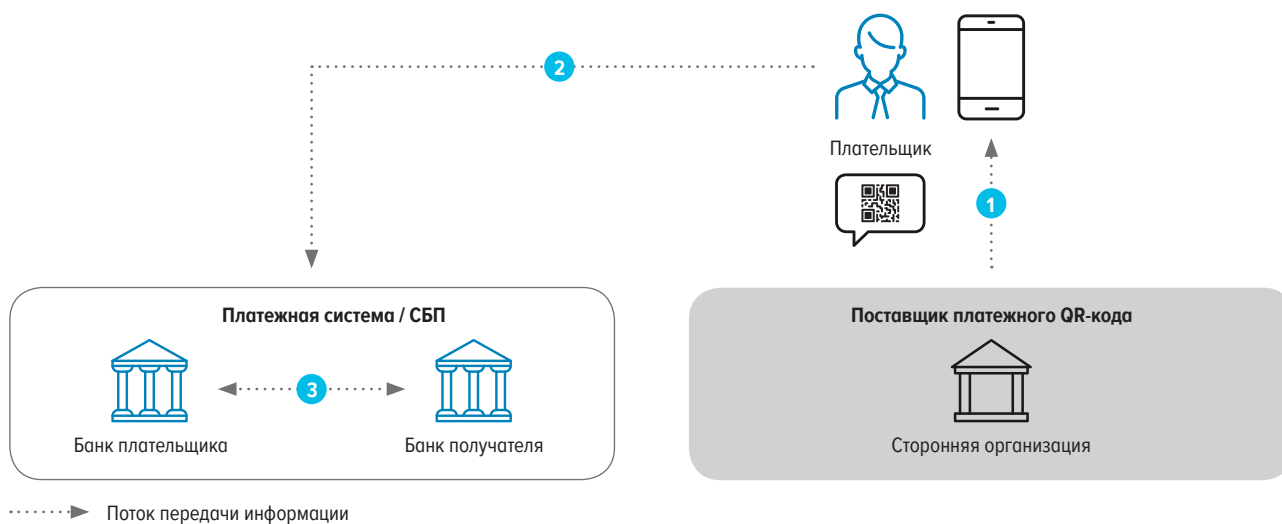 2
Плательщик
1
Платежная система / СБП
Поставщик платежного QR-кода
3
Банк плательщика
Банк получателя
Сторонняя организация
Поток передачи информации